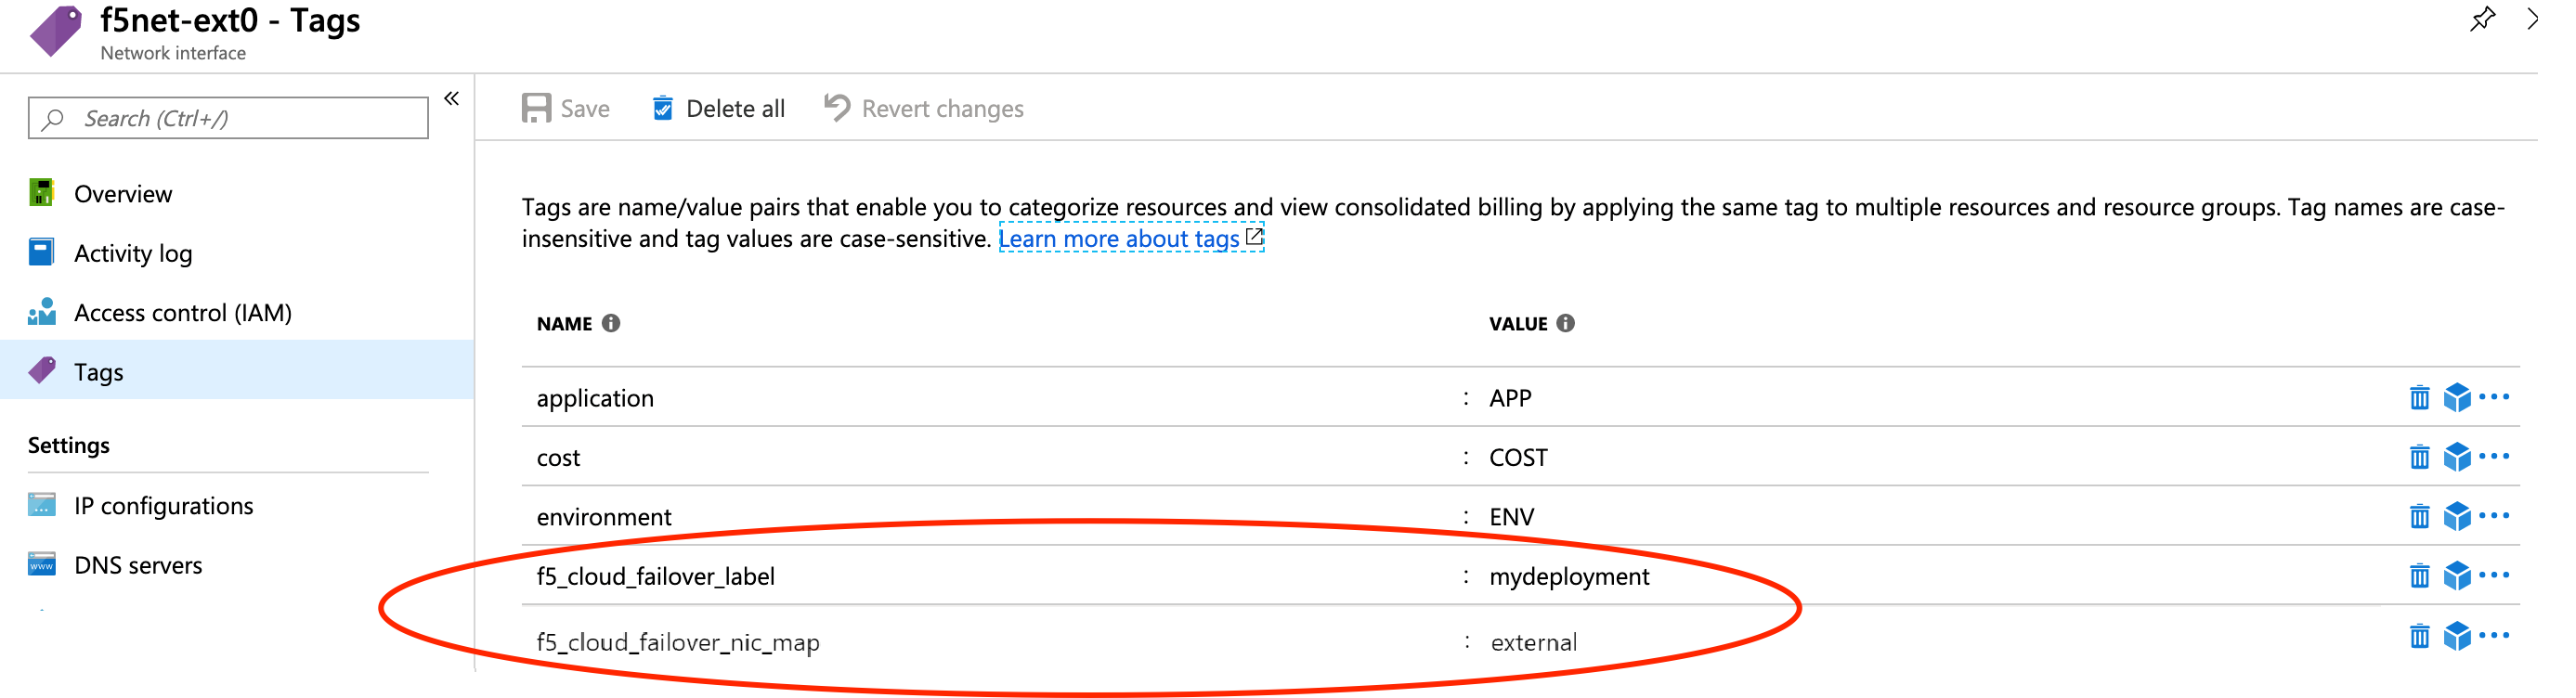 f5net-ext0 - Tags
Network interface
Search (Ctrl+/)
«
Overview
Activity log
Access control (IAM)
Tags
Settings
IP configurations
DNS servers
Save
Delete all
Revert changes
Tags are name/value pairs that enable you to categorize resources and view consolidated billing by applying the same tag to multiple resources and resource groups. Tag names are case-
insensitive and tag values are case-sensitive. Learn more about tags
NAME VALUE
application : APP
cost : COST
environment : ENV
f5_cloud_failover_label : mydeployment
f5_cloud_failover_nic_map : external